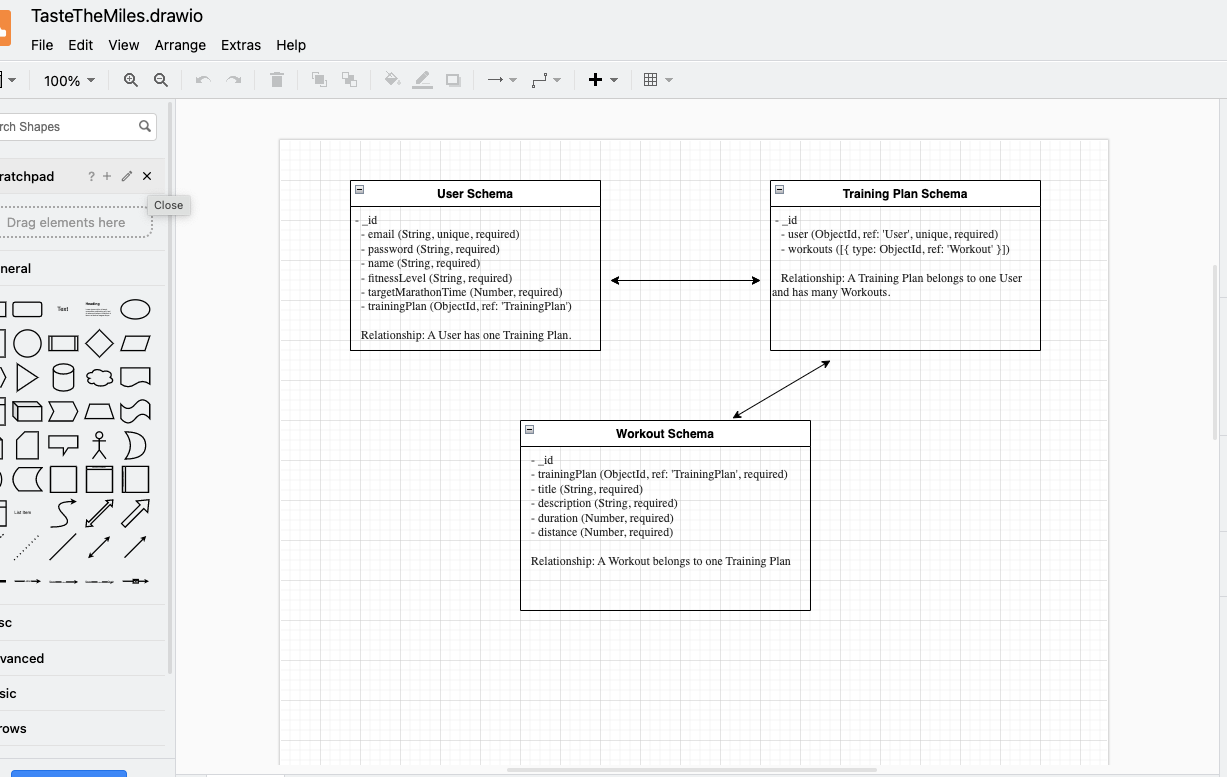 TasteTheMiles.drawio
File Edit View Arrange Extras Help
100%
rch Shapes
ratchpad ?
Close
Drag elements here
neral
Text
Heading
List Item
sc
vanced
sic
rows
User Schema
- _id
- email (String, unique, required)
- password (String, required)
- name (String, required)
- fitnessLevel (String, required)
- targetMarathonTime (Number, required)
- trainingPlan (ObjectId, ref: 'TrainingPlan')
Relationship: A User has one Training Plan.
Training Plan Schema
- _id
- user (ObjectId, ref: 'User', unique, required)
- workouts ([{ type: ObjectId, ref: 'Workout' }])
Relationship: A Training Plan belongs to one User
and has many Workouts.
Workout Schema
- _id
- trainingPlan (ObjectId, ref: 'TrainingPlan', required)
- title (String, required)
- description (String, required)
- duration (Number, required)
- distance (Number, required)
Relationship: A Workout belongs to one Training Plan